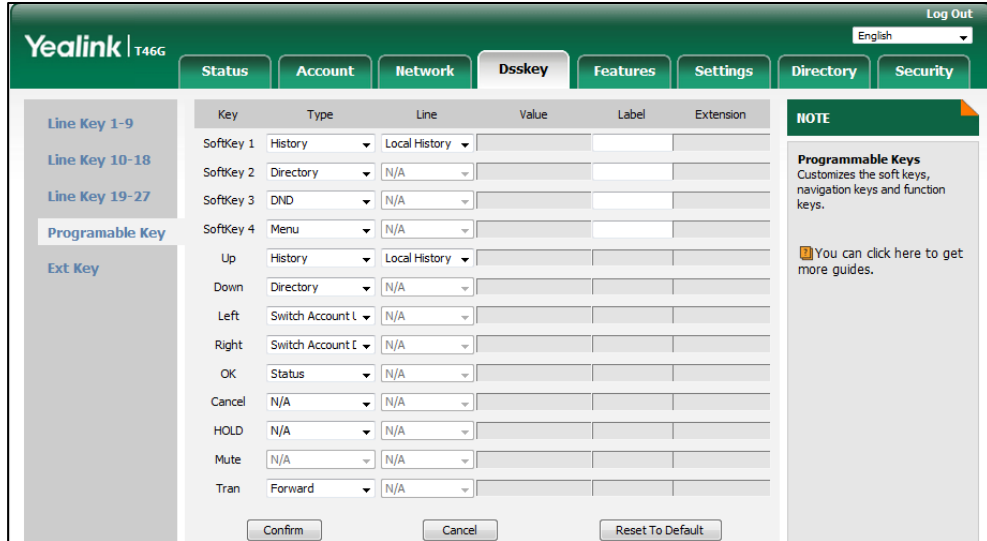 Log Out
Yealink T46G
English
Status Account Network Dsskey Features Settings Directory Security
Line Key 1-9
Line Key 10-18
Line Key 19-27
Programable Key
Ext Key
Key Type Line Value Label Extension
SoftKey 1 History Local History
SoftKey 2 Directory N/A
SoftKey 3 DND N/A
SoftKey 4 Menu N/A
Up History Local History
Down Directory N/A
Left Switch Account U N/A
Right Switch Account D N/A
OK Status N/A
Cancel N/A N/A
HOLD N/A N/A
Mute N/A N/A
Tran Forward N/A
Confirm Cancel Reset To Default
NOTE
Programmable Keys
Customizes the soft keys,
navigation keys and function
keys.
You can click here to get
more guides.